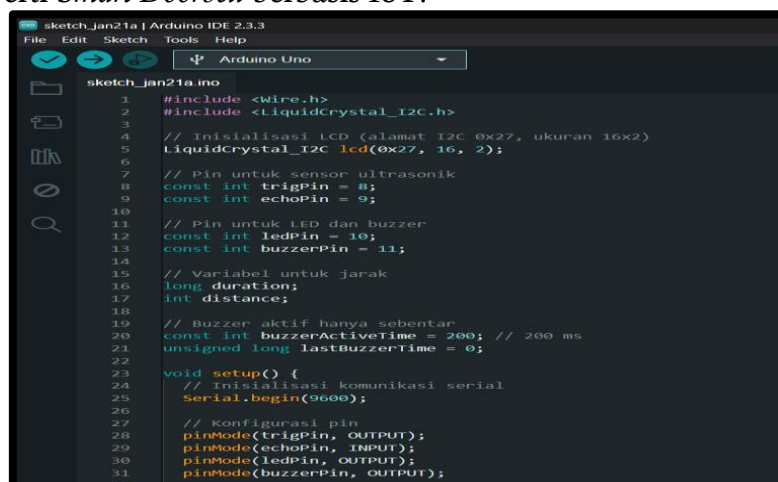 Smart Doorbell berbasis IoT.
sketch_jan21a | Arduino IDE 2.3.3
File Edit Sketch Tools Help
Arduino Uno
sketch_jan21a.ino
1 #include <Wire.h>
2 #include <LiquidCrystal_I2C.h>
3
4 // Inisialisasi LCD (alamat I2C 0x27, ukuran 16x2)
5 LiquidCrystal_I2C lcd(0x27, 16, 2);
6
7 // Pin untuk sensor ultrasonik
8 const int trigPin = 8;
9 const int echoPin = 9;
10
11 // Pin untuk LED dan buzzer
12 const int ledPin = 10;
13 const int buzzerPin = 11;
14
15 // Variabel untuk jarak
16 long duration;
17 int distance;
18
19 // Buzzer aktif hanya sebentar
20 const int buzzerActiveTime = 200; // 200 ms
21 unsigned long lastBuzzerTime = 0;
22
23 void setup() {
24 // Inisialisasi komunikasi serial
25 Serial.begin(9600);
26
27 // Konfigurasi pin
28 pinMode(trigPin, OUTPUT);
29 pinMode(echoPin, INPUT);
30 pinMode(ledPin, OUTPUT);
31 pinMode(buzzerPin, OUTPUT);